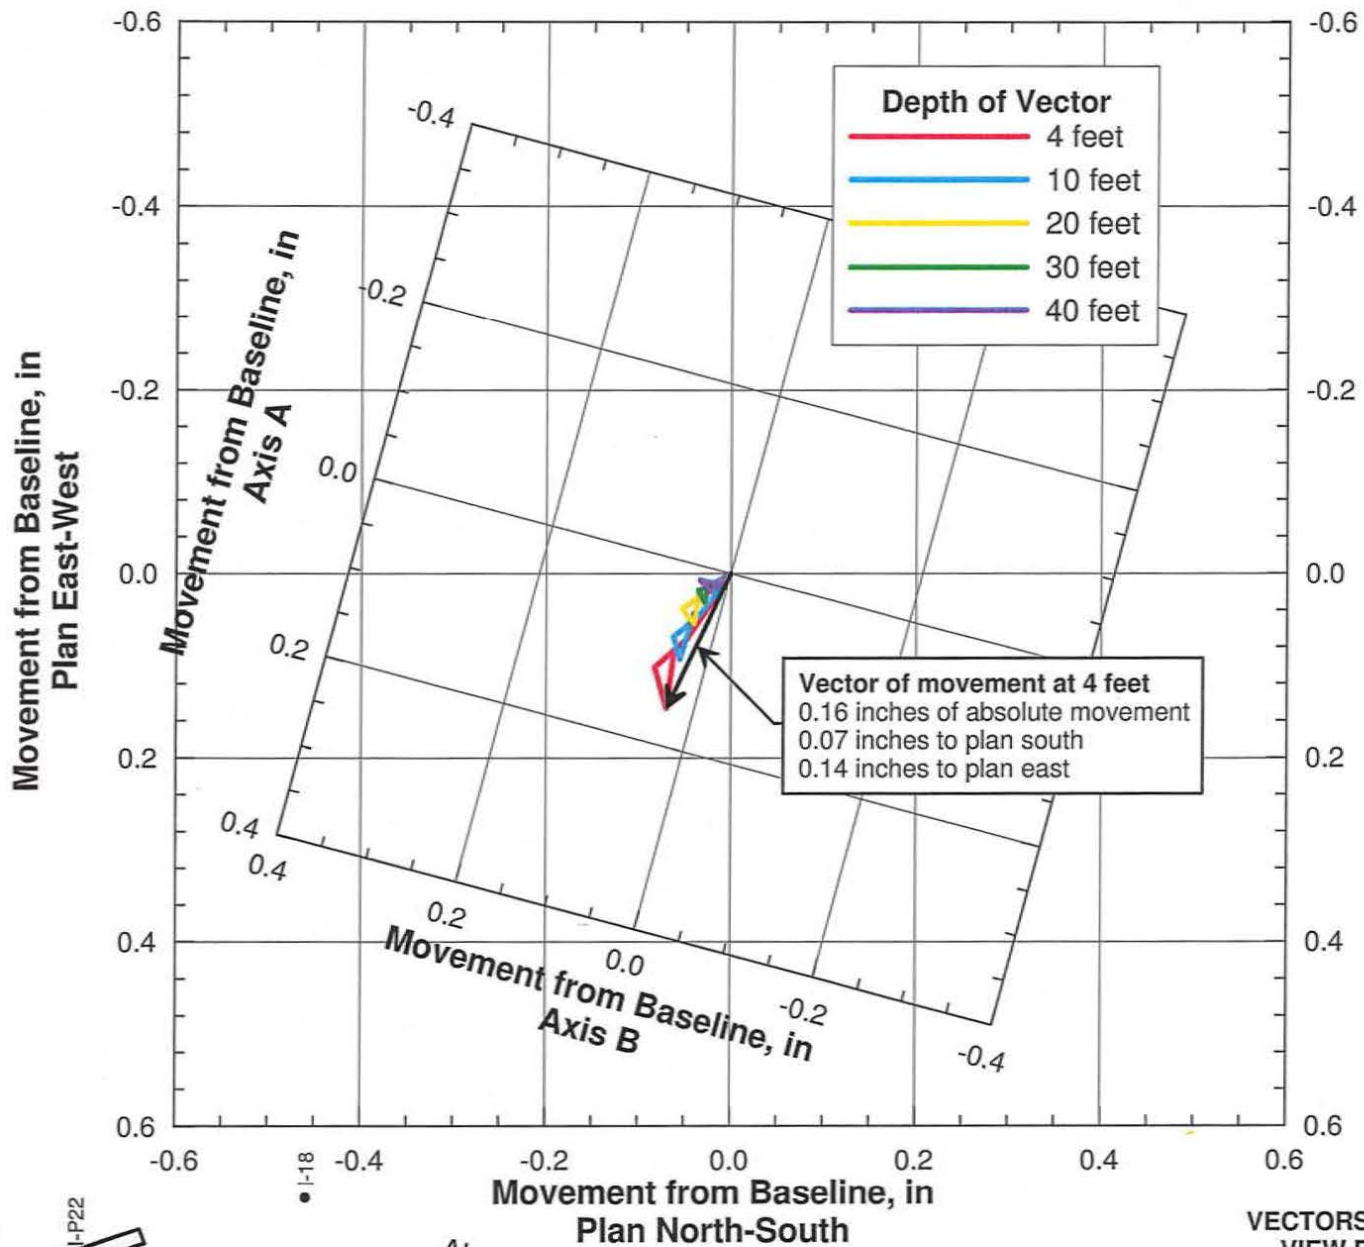 -0.6
-0.6
Depth of Vector
4 feet
10 feet
20 feet
30 feet
40 feet
-0.4
-0.4
-0.4
-0.2
-0.2
-0.2
0.0
0.0
0.0
0.2
0.2
0.2
0.4
0.4
0.4
0.6
0.6
Movement from Baseline, in
Plan East-West
Movement from Baseline, in
Axis A
Vector of movement at 4 feet
0.16 inches of absolute movement
0.07 inches to plan south
0.14 inches to plan east
0.4
0.2
0.0
-0.2
-0.4
Movement from Baseline, in
Axis B
-0.6
-0.4
-0.2
0.0
0.2
0.4
0.6
Movement from Baseline, in
Plan North-South
I-18
I-P22
VECTORS